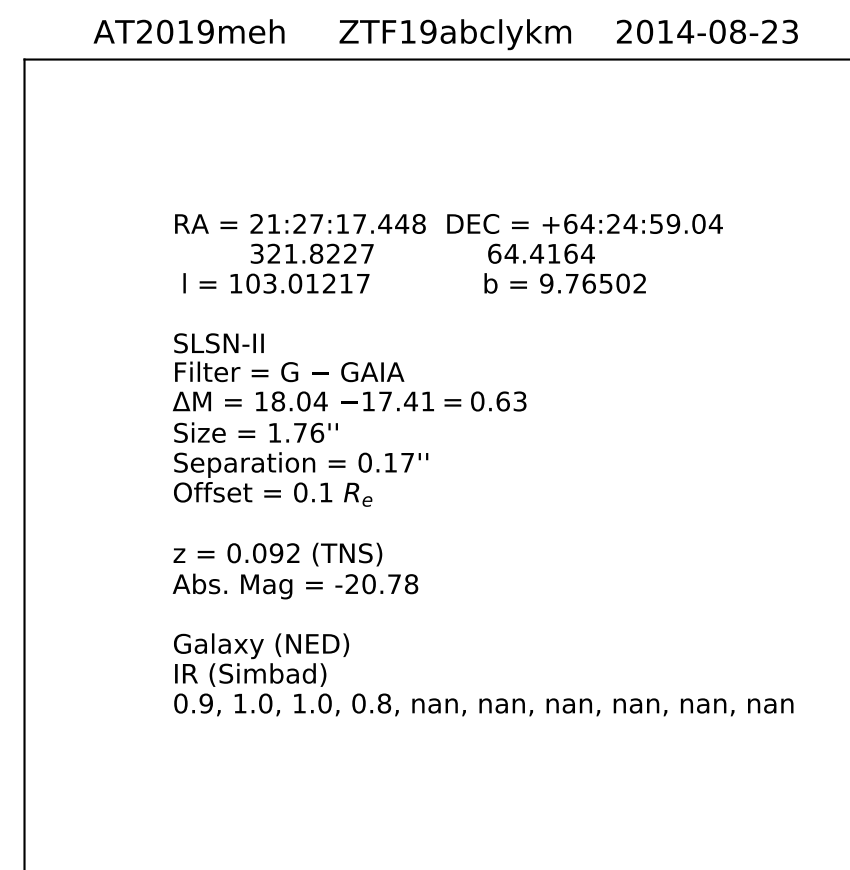 AT2019meh ZTF19abclykm 2014-08-23
RA = 21:27:17.448 DEC = +64:24:59.04
321.8227 64.4164
l = 103.01217 b = 9.76502
SLSN-II
Filter = G − GAIA
ΔM = 18.04 −17.41 = 0.63
Size = 1.76''
Separation = 0.17''
Offset = 0.1 Re
z = 0.092 (TNS)
Abs. Mag = -20.78
Galaxy (NED)
IR (Simbad)
0.9, 1.0, 1.0, 0.8, nan, nan, nan, nan, nan, nan